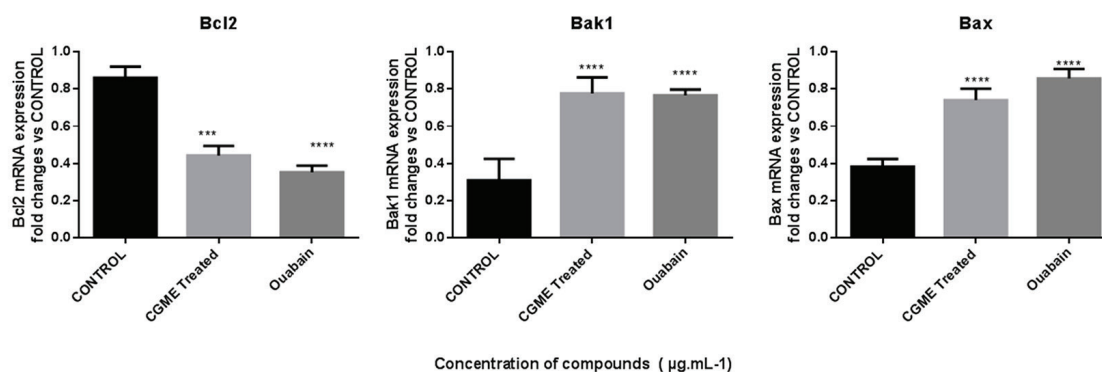 Bcl2
Bcl2 mRNA expression
fold changes vs CONTROL
1.0
0.8
0.6
0.4
0.2
0.0
***
****
CONTROL
CGME Treated
Ouabain
Bak1
Bak1 mRNA expression
fold changes vs CONTROL
1.0
0.8
0.6
0.4
0.2
0.0
****
****
CONTROL
CGME Treated
Ouabain
Bax
Bax mRNA expression
fold changes vs CONTROL
1.0
0.8
0.6
0.4
0.2
0.0
****
****
CONTROL
CGME Treated
Ouabain
Concentration of compounds ( µg.mL-1)